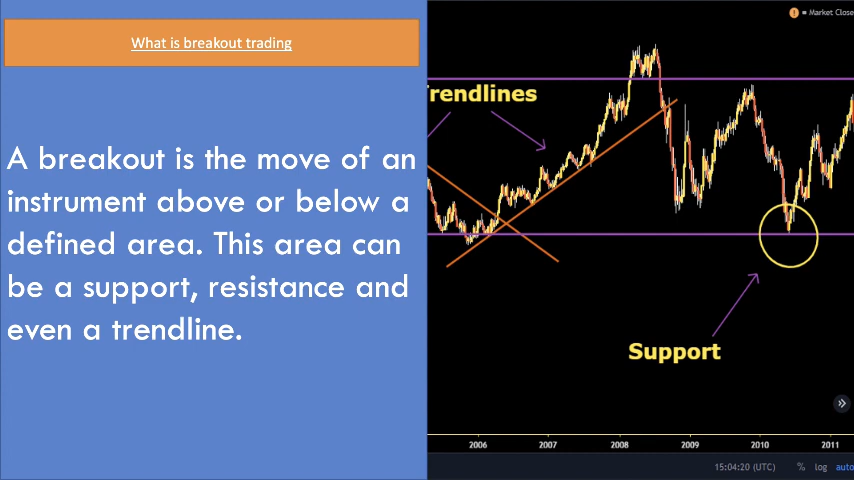 What is breakout trading
A breakout is the move of an
instrument above or below a
defined area. This area can
be a support, resistance and
even a trendline.
= Market Close
rendlines
Support
2006 2007 2008 2009 2010 2011
15:04:20 (UTC) % log auto